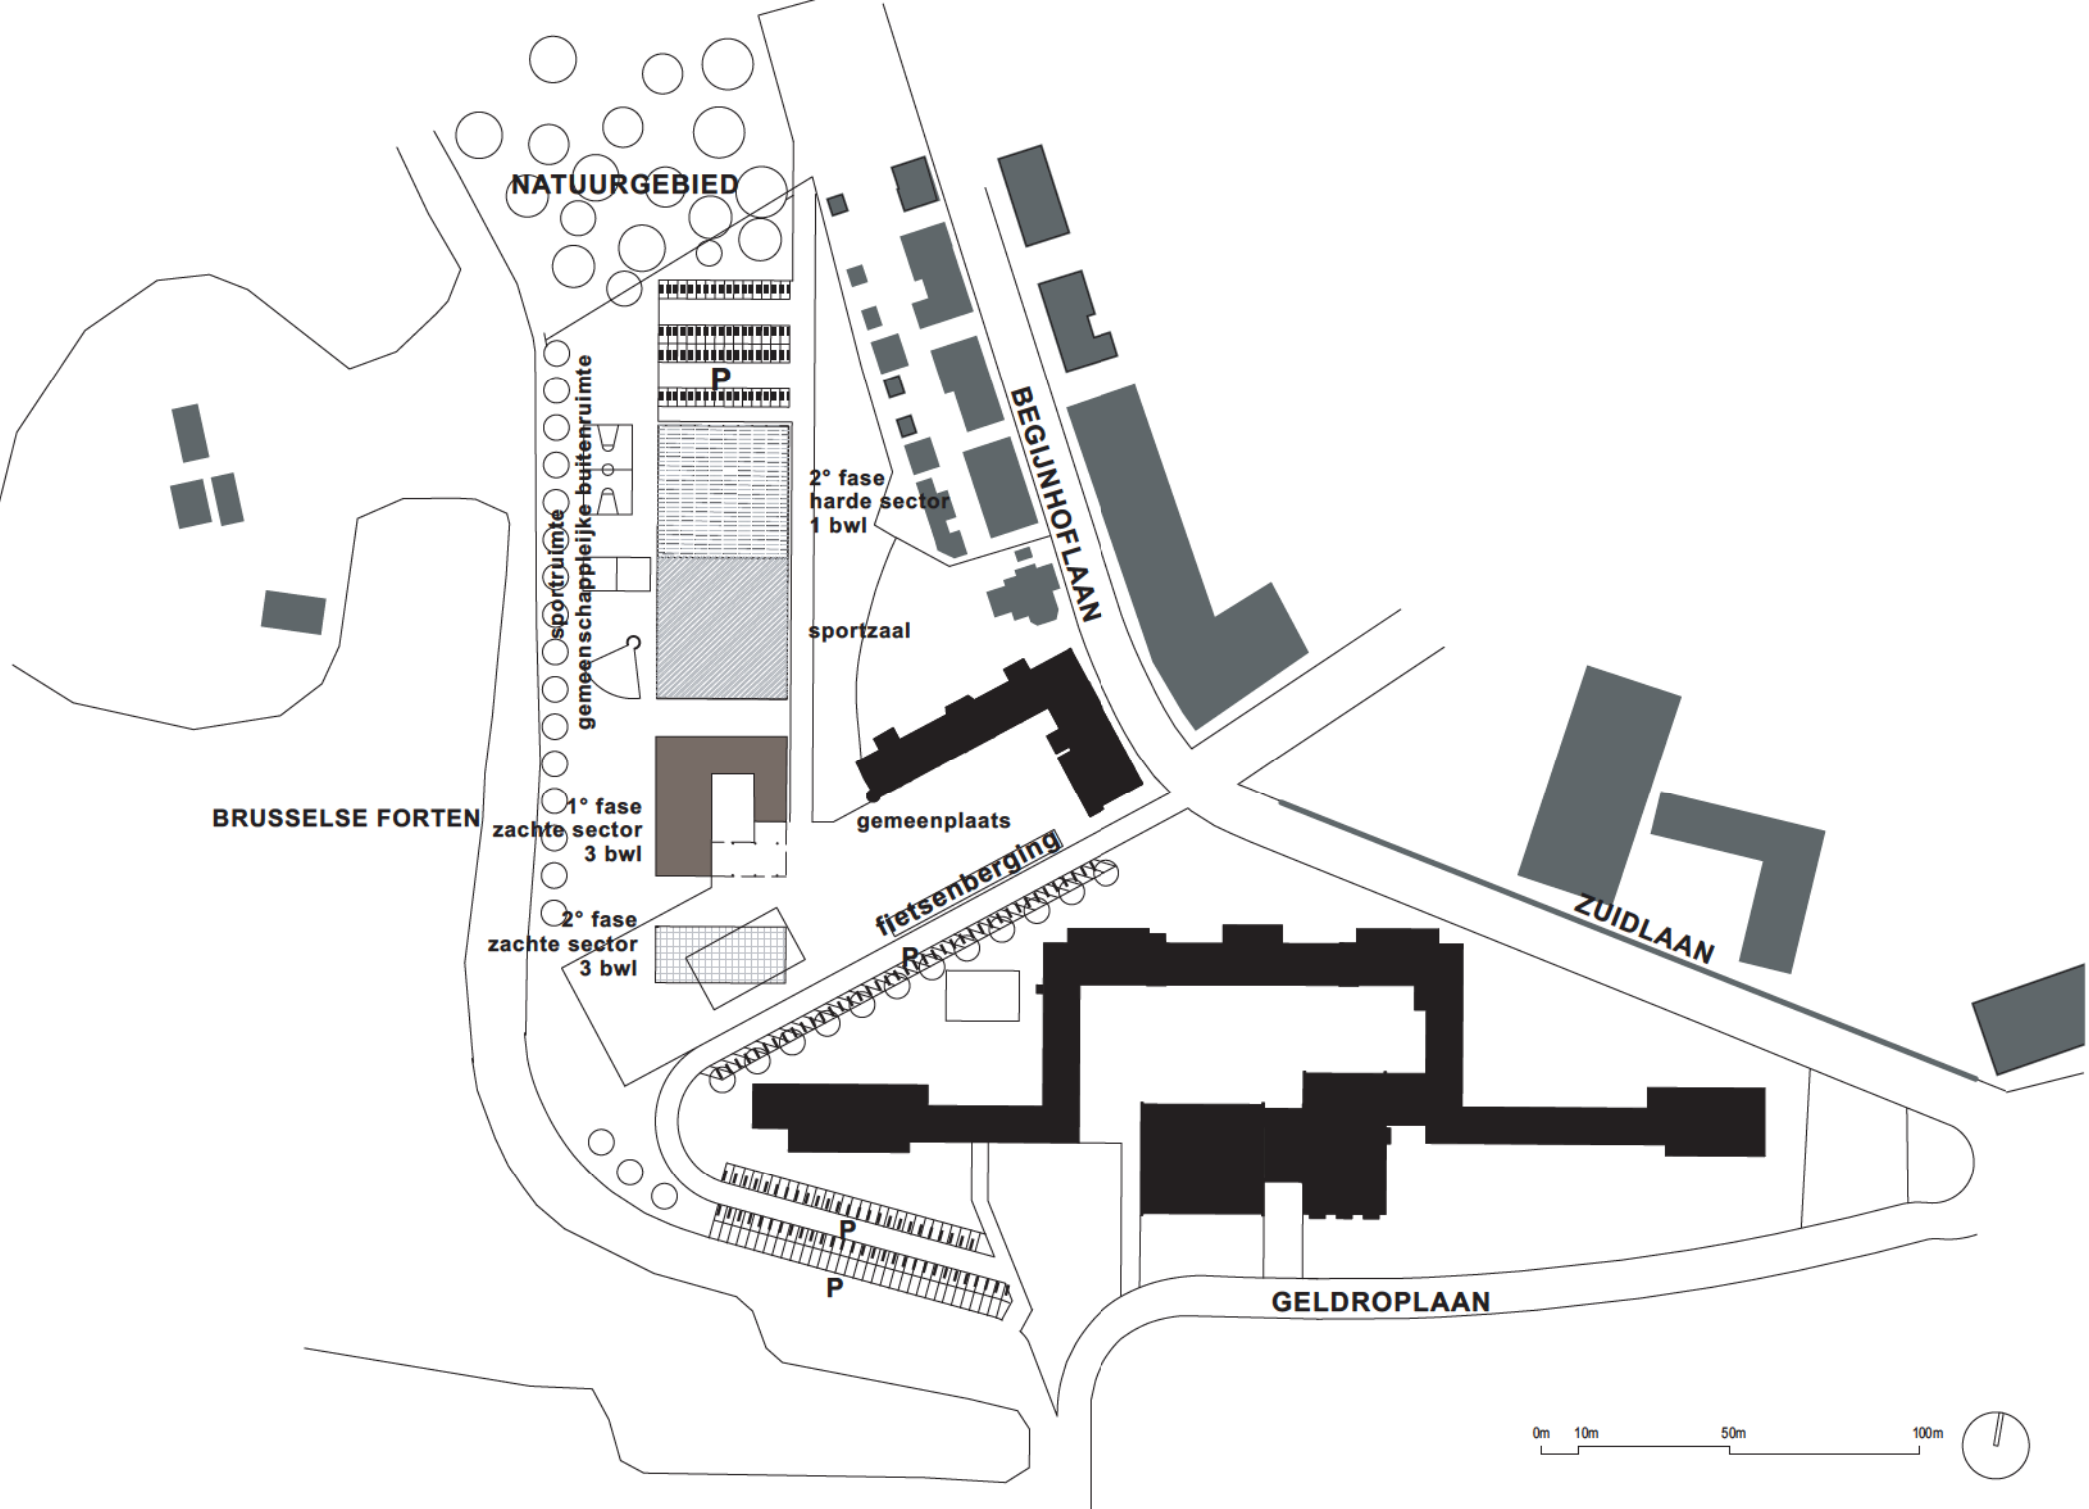 NATUURGEBIED
P
sportruimte
gemeenschappleijke buitenruimte
2° fase
harde sector
1 bwl
BEGIJNHOFLAAN
sportzaal
BRUSSELSE FORTEN
1° fase
zachte sector
3 bwl
gemeenplaats
fietsenberging
2° fase
zachte sector
3 bwl
P
ZUIDLAAN
P
P
GELDROPLAAN
0m 10m 50m 100m